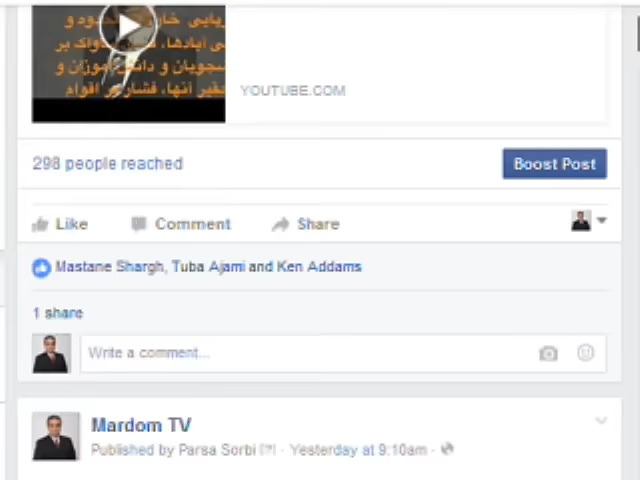 و
YOUTUBE.COM
298 people reached
Boost Post
Like
Comment
Share
Mastane Shargh, Tuba Ajami and Ken Addams
1 share
Write a comment...
Mardom TV
Published by Parsa Sorbi [?] · Yesterday at 9:10am ·